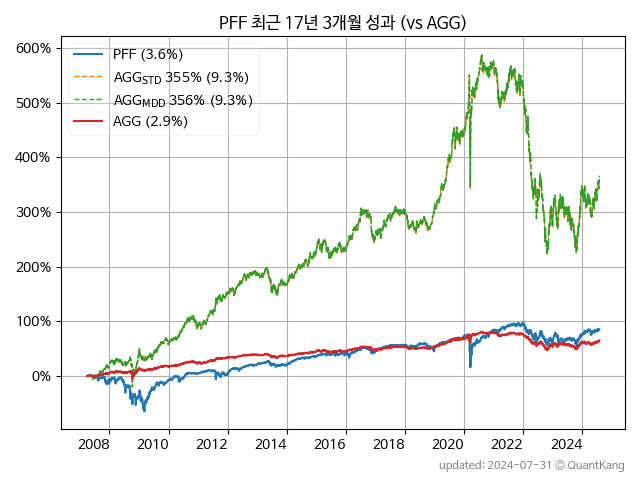 PFF 최근 17년 3개월 성과 (vs AGG)
PFF (3.6%)
AGG_STD 355% (9.3%)
AGG_MDD 356% (9.3%)
AGG (2.9%)
600%
500%
400%
300%
200%
100%
0%
2008 2010 2012 2014 2016 2018 2020 2022 2024
updated: 2024-07-31 © QuantKang